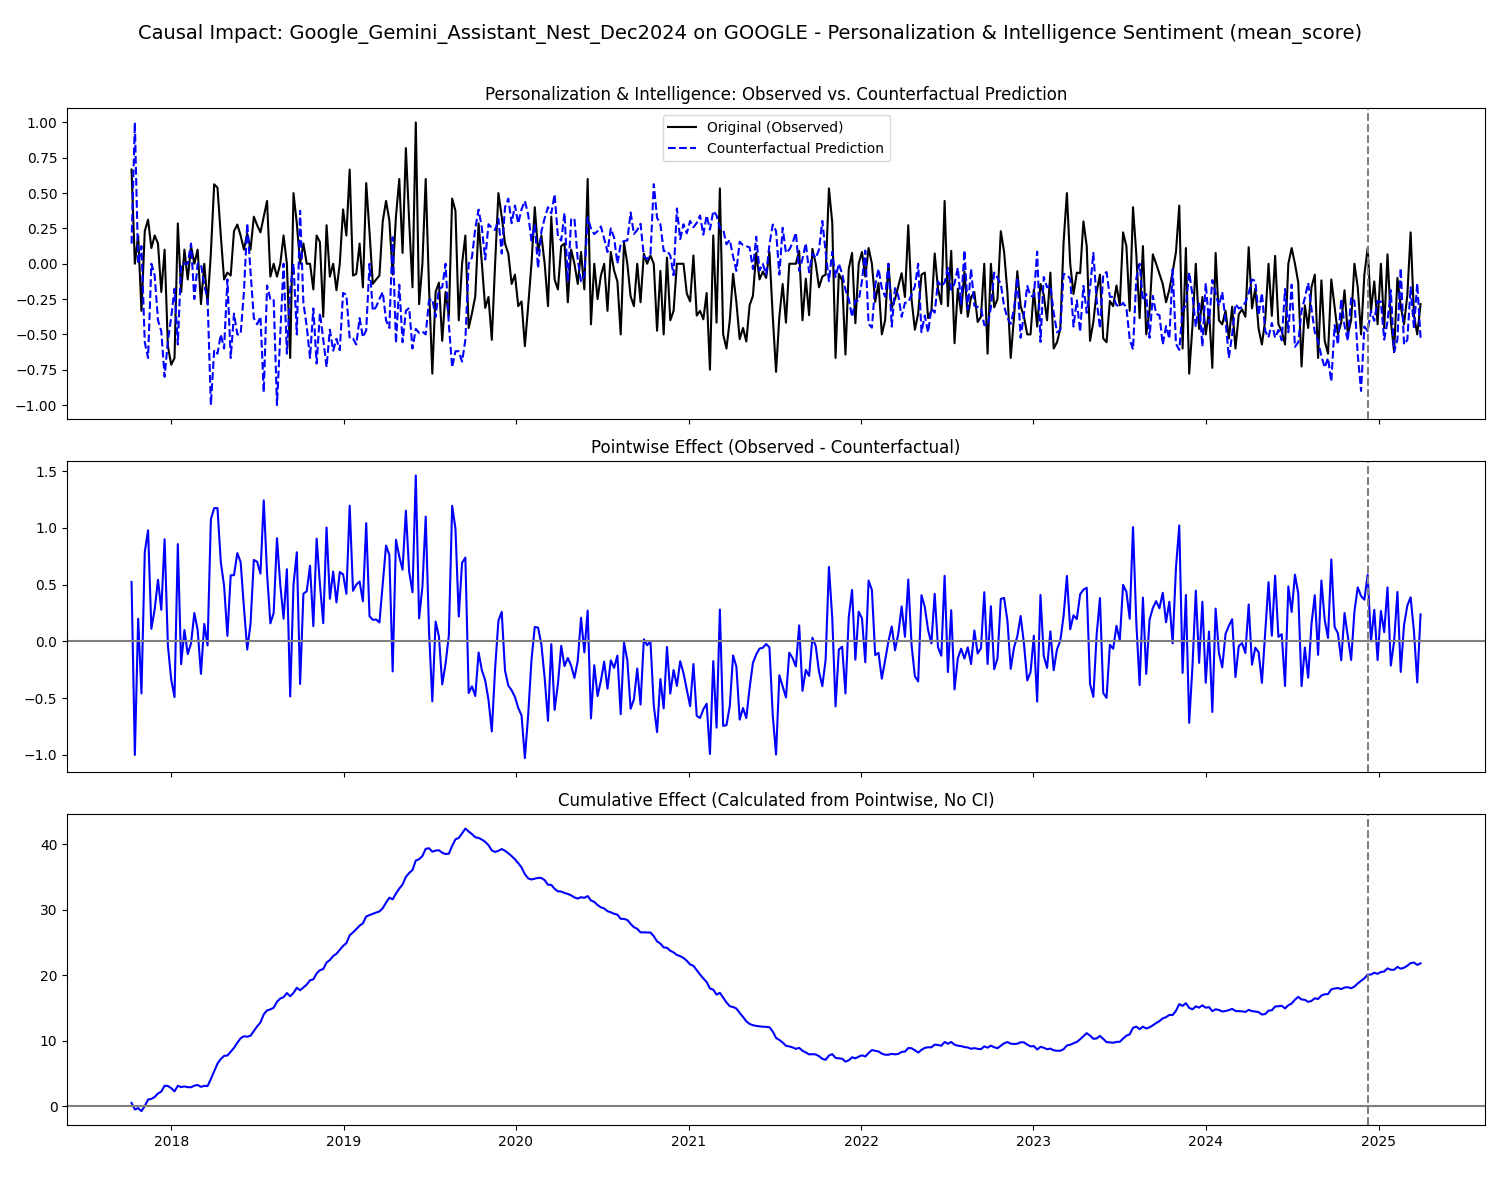 Causal Impact: Google_Gemini_Assistant_Nest_Dec2024 on GOOGLE - Personalization & Intelligence Sentiment (mean_score)
Personalization & Intelligence: Observed vs. Counterfactual Prediction
Original (Observed)
Counterfactual Prediction
1.00
0.75
0.50
0.25
0.00
−0.25
−0.50
−0.75
−1.00
Pointwise Effect (Observed - Counterfactual)
1.5
1.0
0.5
0.0
−0.5
−1.0
Cumulative Effect (Calculated from Pointwise, No CI)
40
30
20
10
0
2018 2019 2020 2021 2022 2023 2024 2025